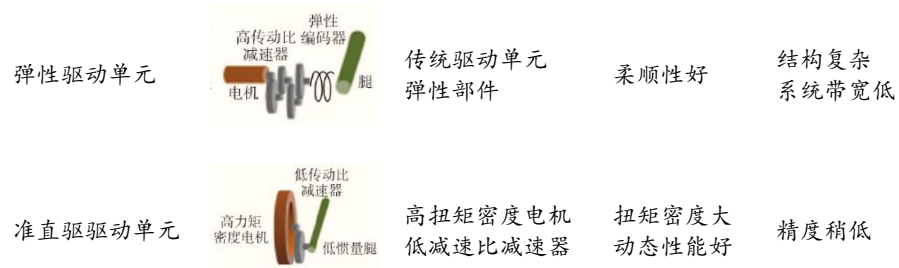 弹性驱动单元
弹性
高传动比 编码器
减速器
电机
腿
传统驱动单元
弹性部件
柔顺性好
结构复杂
系统带宽低
准直驱驱动单元
低传动比
减速器
高力矩
密度电机
低惯量腿
高扭矩密度电机
低减速比减速器
扭矩密度大
动态性能好
精度稍低